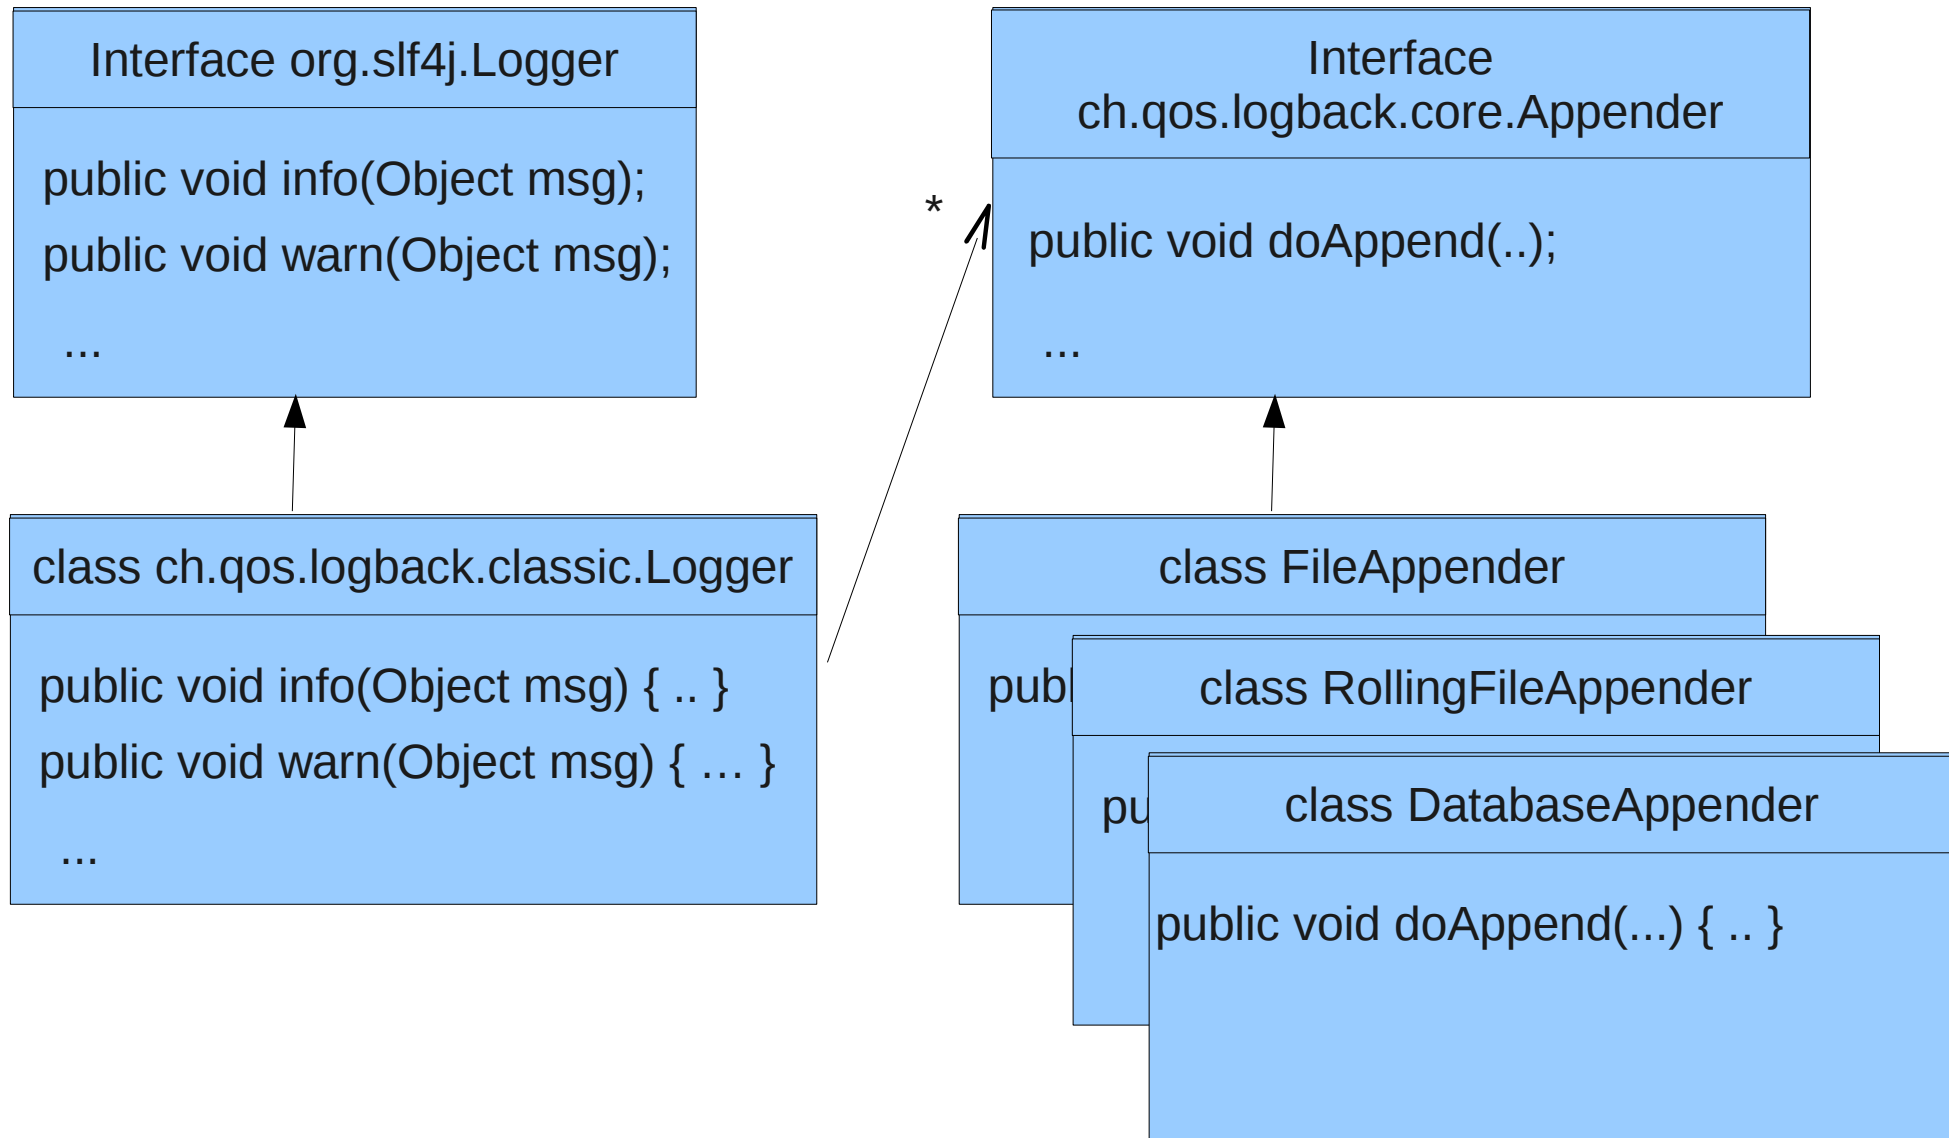 Interface org.slf4j.Logger
public void info(Object msg);
public void warn(Object msg);
...
Interface
ch.qos.logback.core.Appender
*
public void doAppend(..);
...
class ch.qos.logback.classic.Logger
public void info(Object msg) { .. }
public void warn(Object msg) { ... }
...
class FileAppender
publ
class RollingFileAppender
pu
class DatabaseAppender
public void doAppend(...) { .. }